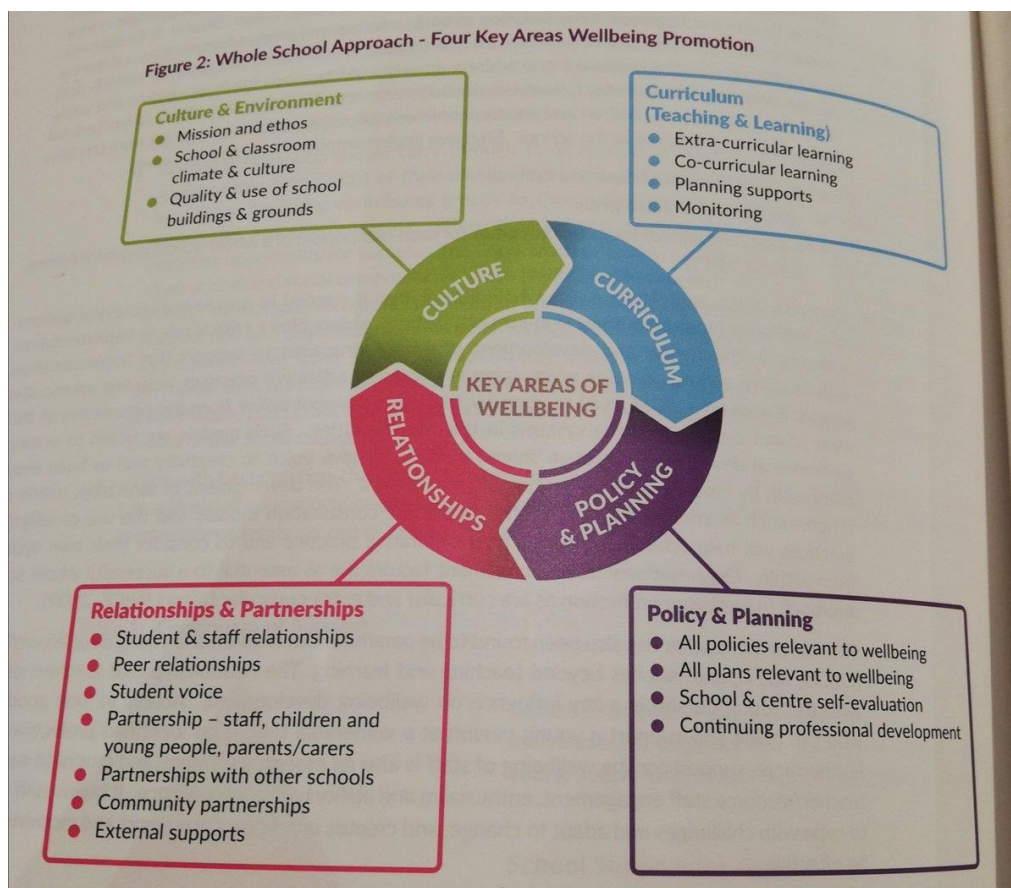 Figure 2: Whole School Approach - Four Key Areas Wellbeing Promotion
Culture & Environment
Mission and ethos
School & classroom
climate & culture
Quality & use of school
buildings & grounds
Curriculum
(Teaching & Learning)
Extra-curricular learning
Co-curricular learning
Planning supports
Monitoring
CULTURE
CURRICULUM
KEY AREAS OF
WELLBEING
RELATIONSHIPS
POLICY
& PLANNING
Relationships & Partnerships
Student & staff relationships
Peer relationships
Student voice
Partnership – staff, children and
young people, parents/carers
Partnerships with other schools
Community partnerships
External supports
Policy & Planning
All policies relevant to wellbeing
All plans relevant to wellbeing
School & centre self-evaluation
Continuing professional development